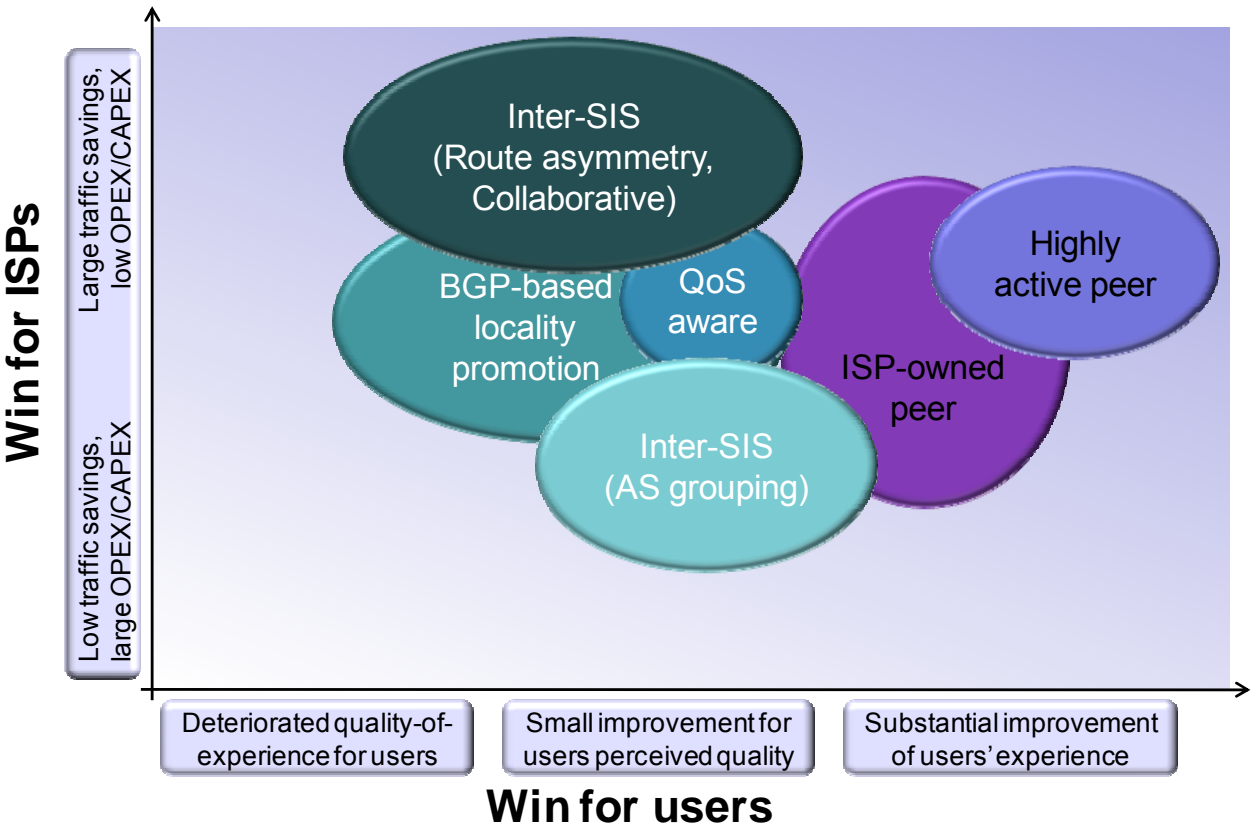 Win for ISPs
Large traffic savings,
low OPEX/CAPEX
Low traffic savings,
large OPEX/CAPEX
Inter-SIS
(Route asymmetry,
Collaborative)
BGP-based
locality
promotion
QoS
aware
Inter-SIS
(AS grouping)
ISP-owned
peer
Highly
active peer
Deteriorated quality-of-
experience for users
Small improvement for
users perceived quality
Substantial improvement
of users' experience
Win for users